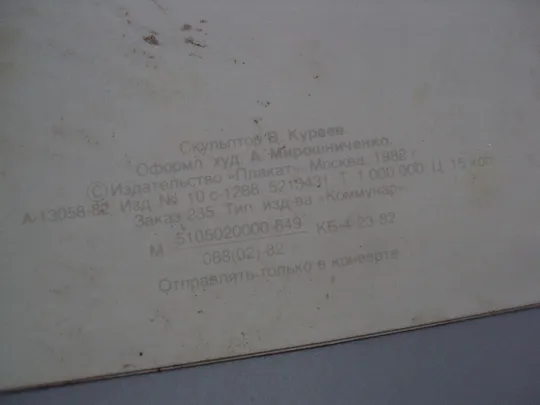 Скульптор В. Курвев.
Оформл. худ. А. Мирошниченко.
© Издательство «Плакат». Москва. 1982 г.
А-13058-82. Изд. № 10 с-1288. 5219431. Т. 1 000 000. Ц. 15 коп.
Заказ 235. Тип. изд-ва «Коммунар».
М 5105020000-849 КБ-4-23-82
088(02)-82
Отправлять только в конверте